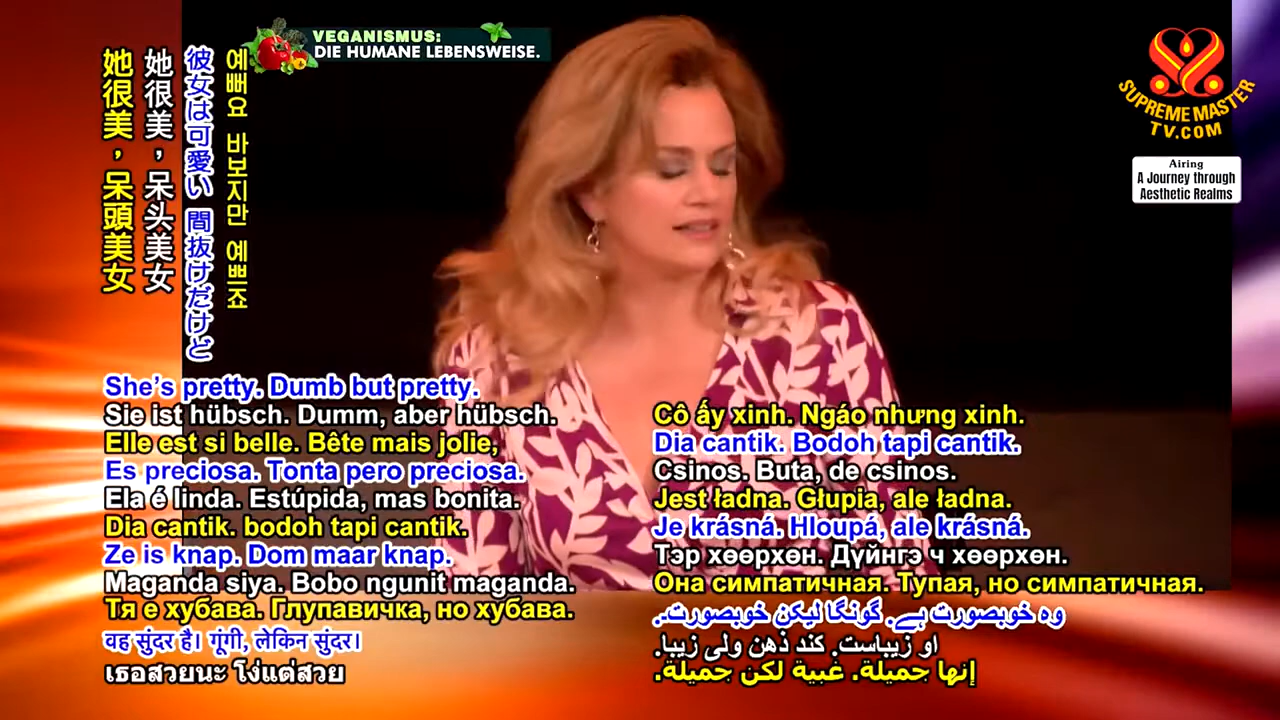 VEGANISMUS:
DIE HUMANE LEBENSWEISE.
SUPREME MASTER
TV.COM
Airing
A Journey through
Aesthetic Realms
예뻐요 바보지만 예쁘죠
彼女は可愛い 間抜けだけど
她很美，呆头美女
她很美，呆頭美女
She's pretty. Dumb but pretty.
Sie ist hübsch. Dumm, aber hübsch.
Elle est si belle. Bête mais jolie,
Es preciosa. Tonta pero preciosa.
Ela é linda. Estúpida, mas bonita.
Dia cantik. bodoh tapi cantik.
Ze is knap. Dom maar knap.
Maganda siya. Bobo ngunit maganda.
Тя е хубава. Глупавичка, но хубава.
वह सुंदर है। गूंगी, लेकिन सुंदर।
เธอสวยนะ โง่แต่สวย
Cô ấy xinh. Ngáo nhưng xinh.
Dia cantik. Bodoh tapi cantik.
Csinos. Buta, de csinos.
Jest ładna. Głupia, ale ładna.
Je krásná. Hloupá, ale krásná.
Тэр хөөрхөн. Дүйнгэ ч хөөрхөн.
Она симпатичная. Тупая, но симпатичная.
وہ خوبصورت ہے. گونگا لیکن خوبصورت.
او زیباست. کند ذهن ولی زیبا.
إنها جميلة. غبية لكن جميلة.